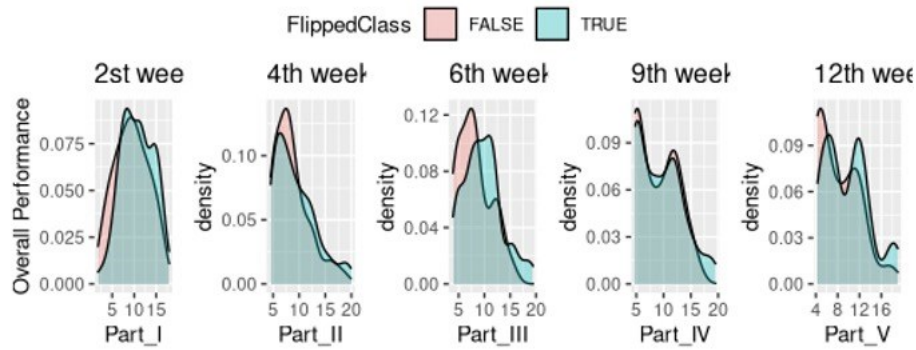 FlippedClass FALSE TRUE
2st wee
4th week
6th week
9th week
12th wee
Overall Performance
0.075
0.050
0.025
0.000
5 10 15
Part_I
density
0.10
0.05
0.00
5 10 15 20
Part_II
density
0.12
0.08
0.04
0.00
5 10 15 20
Part_III
density
0.09
0.06
0.03
0.00
5 10 15 20
Part_IV
density
0.09
0.06
0.03
0.00
4 8 12 16
Part_V